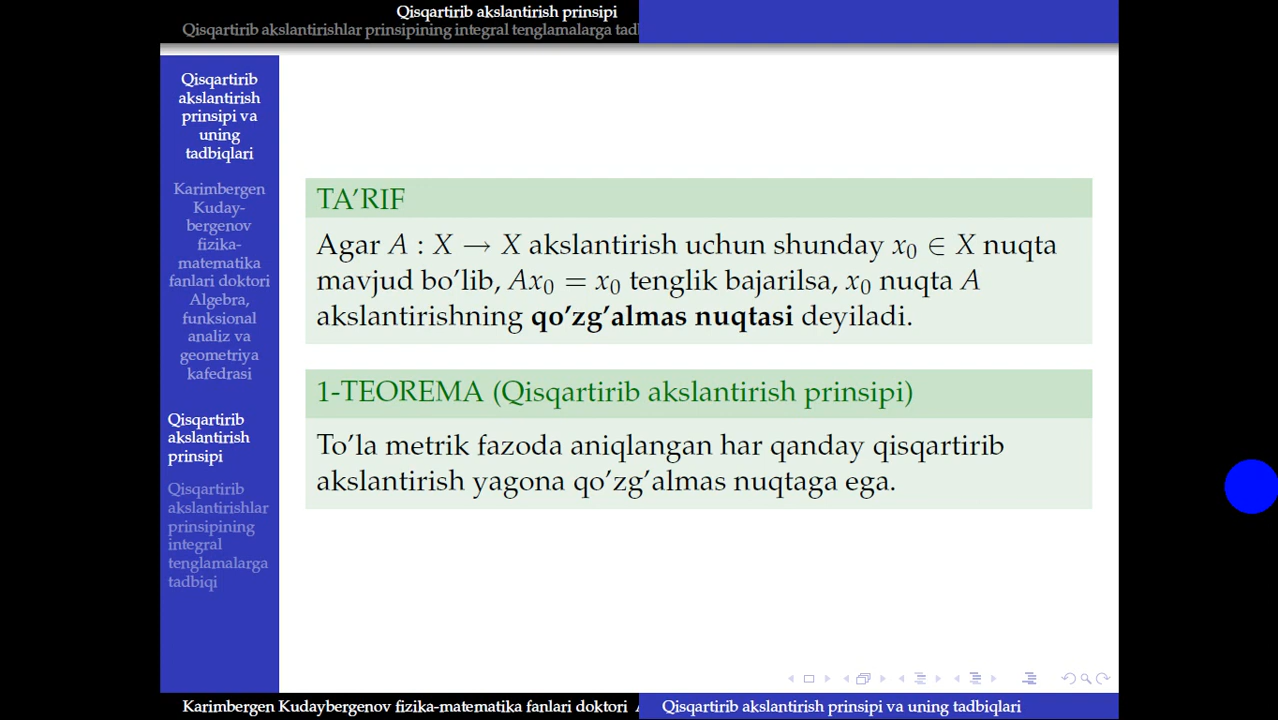 Qisqartirib akslantirish prinsipi
Qisqartirib akslantirishlar prinsipining integral tenglamalarga tad
Qisqartirib
akslantirish
prinsipi va
uning
tadbiqlari
Karimbergen
Kuday-
bergenov
fizika-
matematika
fanlari doktori
Algebra,
funksional
analiz va
geometriya
kafedrasi
Qisqartirib
akslantirish
prinsipi
Qisqartirib
akslantirishlar
prinsipining
integral
tenglamalarga
tadbiqi
TA’RIF
Agar A : X → X akslantirish uchun shunday x₀ ∈ X nuqta
mavjud bo’lib, Ax₀ = x₀ tenglik bajarilsa, x₀ nuqta A
akslantirishning qo’zg’almas nuqtasi deyiladi.
1-TEOREMA (Qisqartirib akslantirish prinsipi)
To’la metrik fazoda aniqlangan har qanday qisqartirib
akslantirish yagona qo’zg’almas nuqtaga ega.
Karimbergen Kudaybergenov fizika-matematika fanlari doktori
Qisqartirib akslantirish prinsipi va uning tadbiqlari